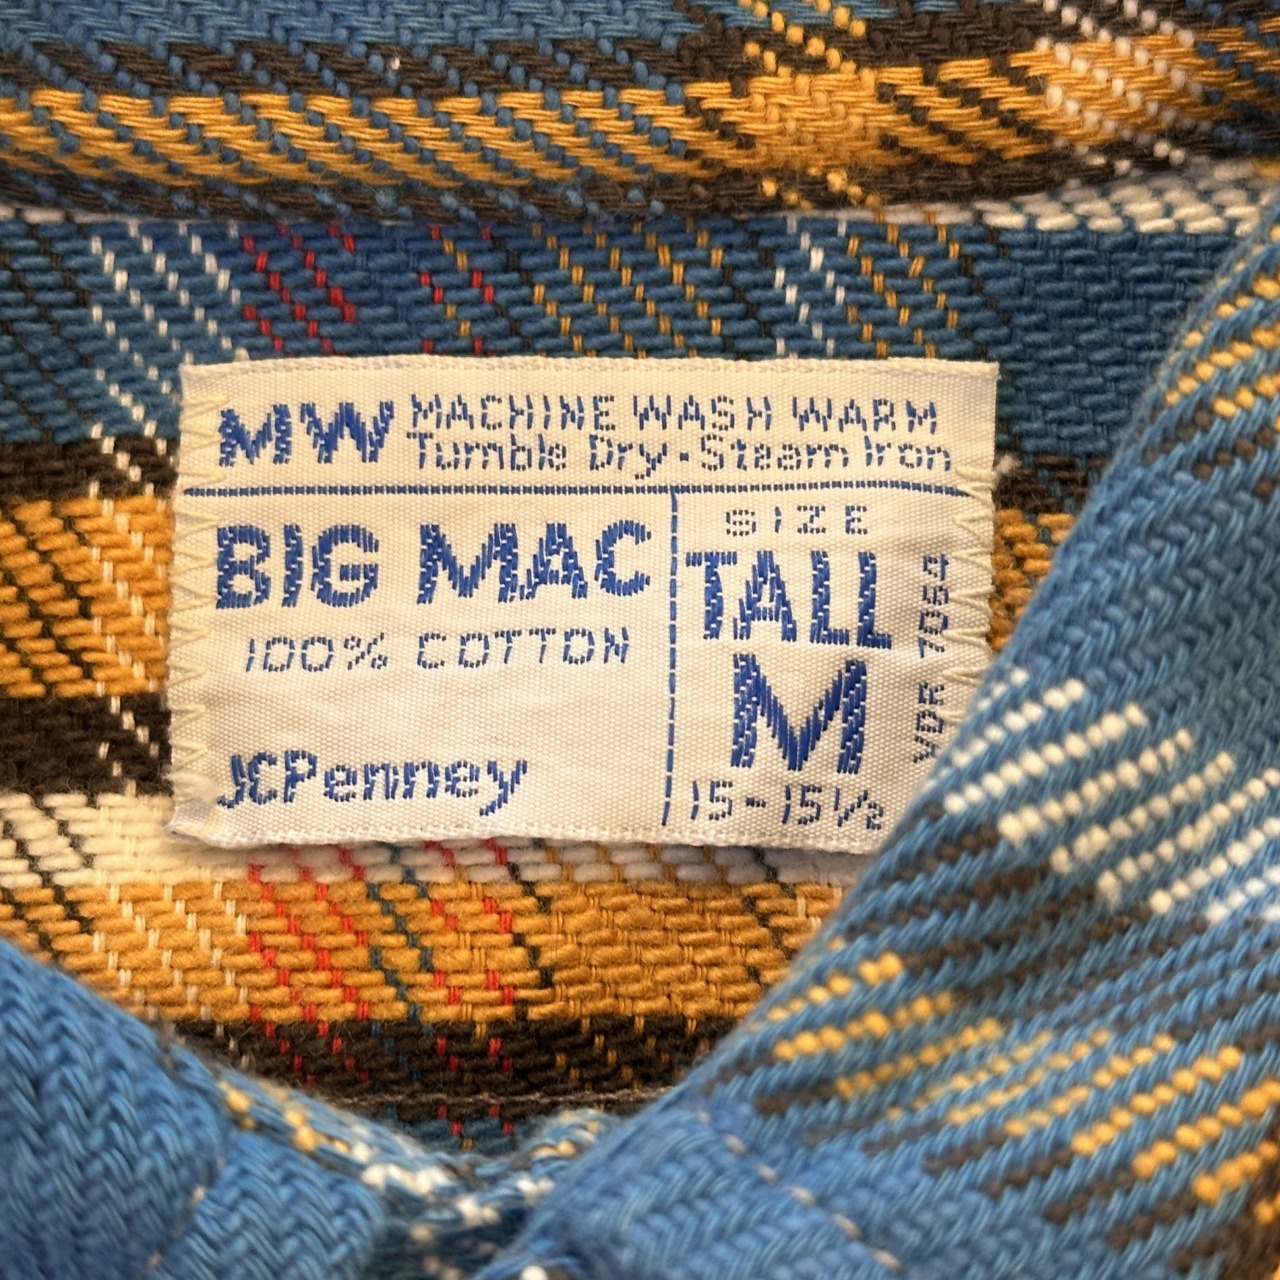 MW MACHINE WASH WARM
Tumble Dry · Steam Iron
BIG MAC
100% COTTON
JCPenney
SIZE
TALL
M
15-15½
VDR 7054